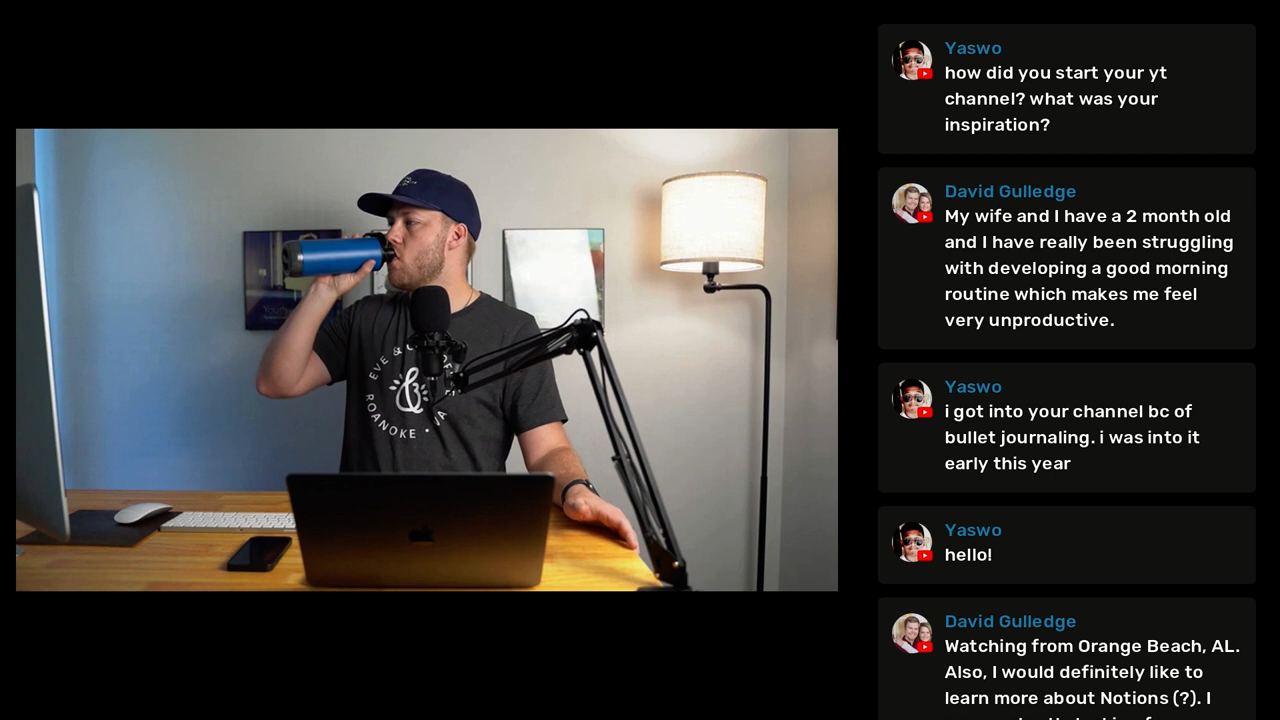 EVE &
ROANOKE • VA
Yaswo
how did you start your yt
channel? what was your
inspiration?
David Gulledge
My wife and I have a 2 month old
and I have really been struggling
with developing a good morning
routine which makes me feel
very unproductive.
Yaswo
i got into your channel bc of
bullet journaling. i was into it
early this year
Yaswo
hello!
David Gulledge
Watching from Orange Beach, AL.
Also, I would definitely like to
learn more about Notions (?). I